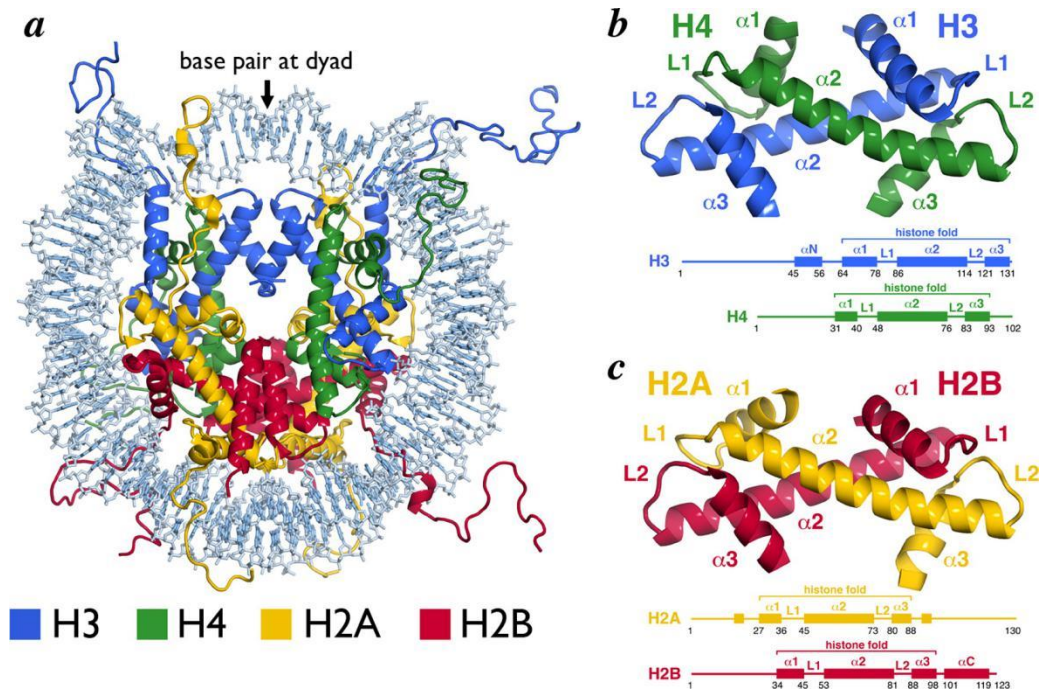 a
base pair at dyad
H3 H4 H2A H2B
b
H4 α1 α1 H3
L1 α2 L1
L2 L2
α2
α3 α3
histone fold
αN α1 L1 α2 L2 α3
H3
1 45 56 64 78 86 114 121 131
histone fold
α1 L1 α2 L2 α3
H4
1 31 40 48 76 83 93 102
c
H2A α1 α1 H2B
L1 α2 L1
L2 L2
α2
α3 α3
histone fold
α1 L1 α2 L2 α3
H2A
1 27 36 45 73 80 88 130
histone fold
α1 L1 α2 L2 α3 αC
H2B
1 34 45 53 81 88 98 101 119 123